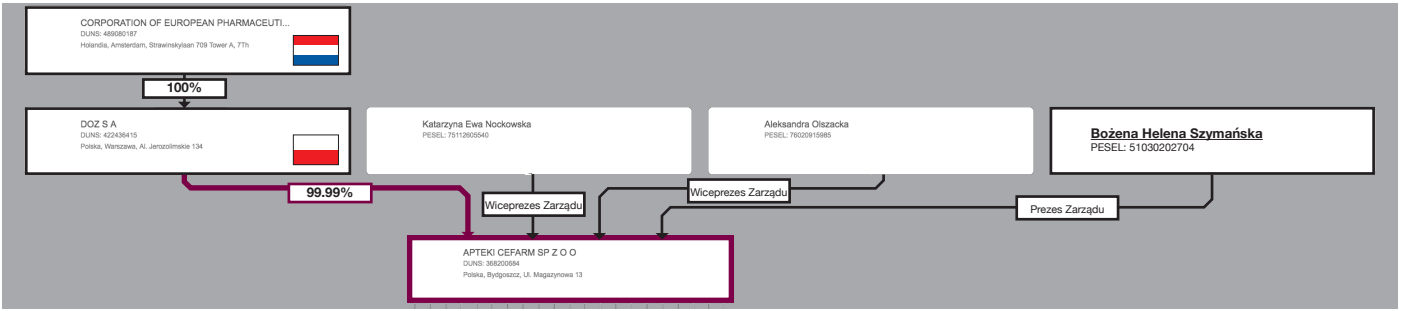 CORPORATION OF EUROPEAN PHARMACEUTI...
DUNS: 489080187
Holandia, Amsterdam, Strawinskylaan 709 Tower A, 7Th
100%
DOZ S A
DUNS: 422436415
Polska, Warszawa, Al. Jerozolimskie 134
Katarzyna Ewa Nockowska
PESEL: 75112605540
Aleksandra Olszacka
PESEL: 76020915985
Bożena Helena Szymańska
PESEL: 51030202704
99.99%
Wiceprezes Zarządu
Wiceprezes Zarządu
Prezes Zarządu
APTEKI CEFARM SP Z O O
DUNS: 368200684
Polska, Bydgoszcz, Ul. Magazynowa 13